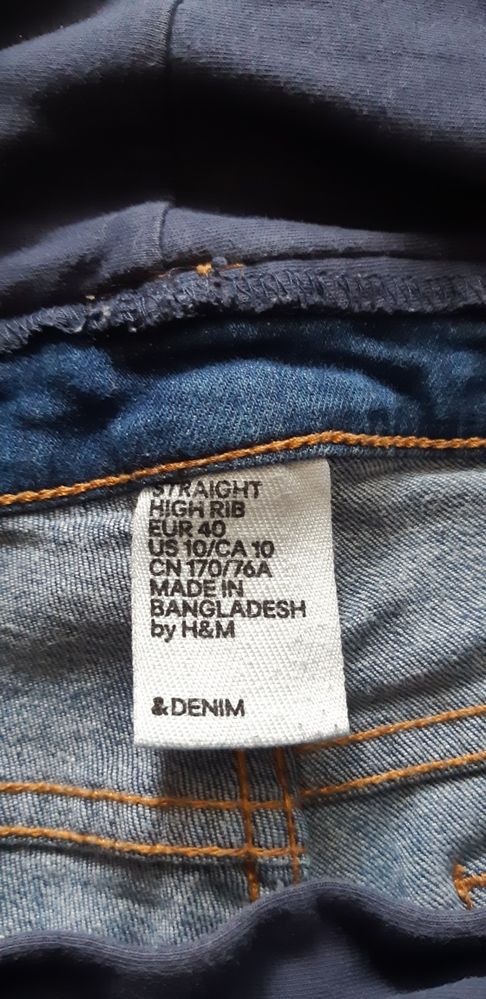 STRAIGHT
HIGH RIB
EUR 40
US 10/CA 10
CN 170/76A
MADE IN
BANGLADESH
by H&M
&DENIM